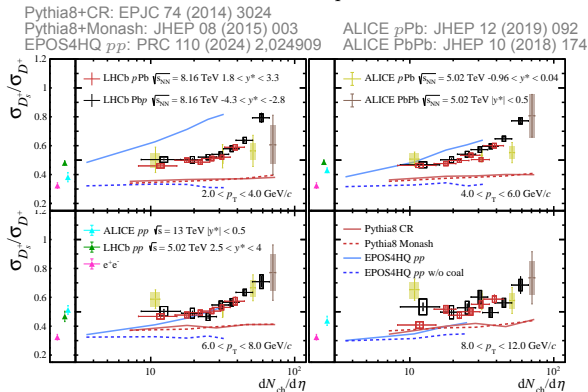 Pythia8+CR: EPJC 74 (2014) 3024
Pythia8+Monash: JHEP 08 (2015) 003
EPOS4HQ pp: PRC 110 (2024) 2,024909
ALICE pPb: JHEP 12 (2019) 092
ALICE PbPb: JHEP 10 (2018) 174
σ_{D_s^+}/σ_{D^+}
1.2
1.0
0.8
0.6
0.4
0.2
LHCb pPb √s_NN = 8.16 TeV 1.8 < y* < 3.3
LHCb Pbp √s_NN = 8.16 TeV -4.3 < y* < -2.8
2.0 < p_T < 4.0 GeV/c
ALICE pPb √s_NN = 5.02 TeV -0.96 < y* < 0.04
ALICE PbPb √s_NN = 5.02 TeV |y*| < 0.5
4.0 < p_T < 6.0 GeV/c
σ_{D_s^+}/σ_{D^+}
1.0
0.8
0.6
0.4
0.2
ALICE pp √s = 13 TeV |y*| < 0.5
LHCb pp √s = 5.02 TeV 2.5 < y* < 4
e⁺e⁻
6.0 < p_T < 8.0 GeV/c
Pythia8 CR
Pythia8 Monash
EPOS4HQ pp
EPOS4HQ pp w/o coal
8.0 < p_T < 12.0 GeV/c
10 10²
dN_ch/dη
10 10²
dN_ch/dη